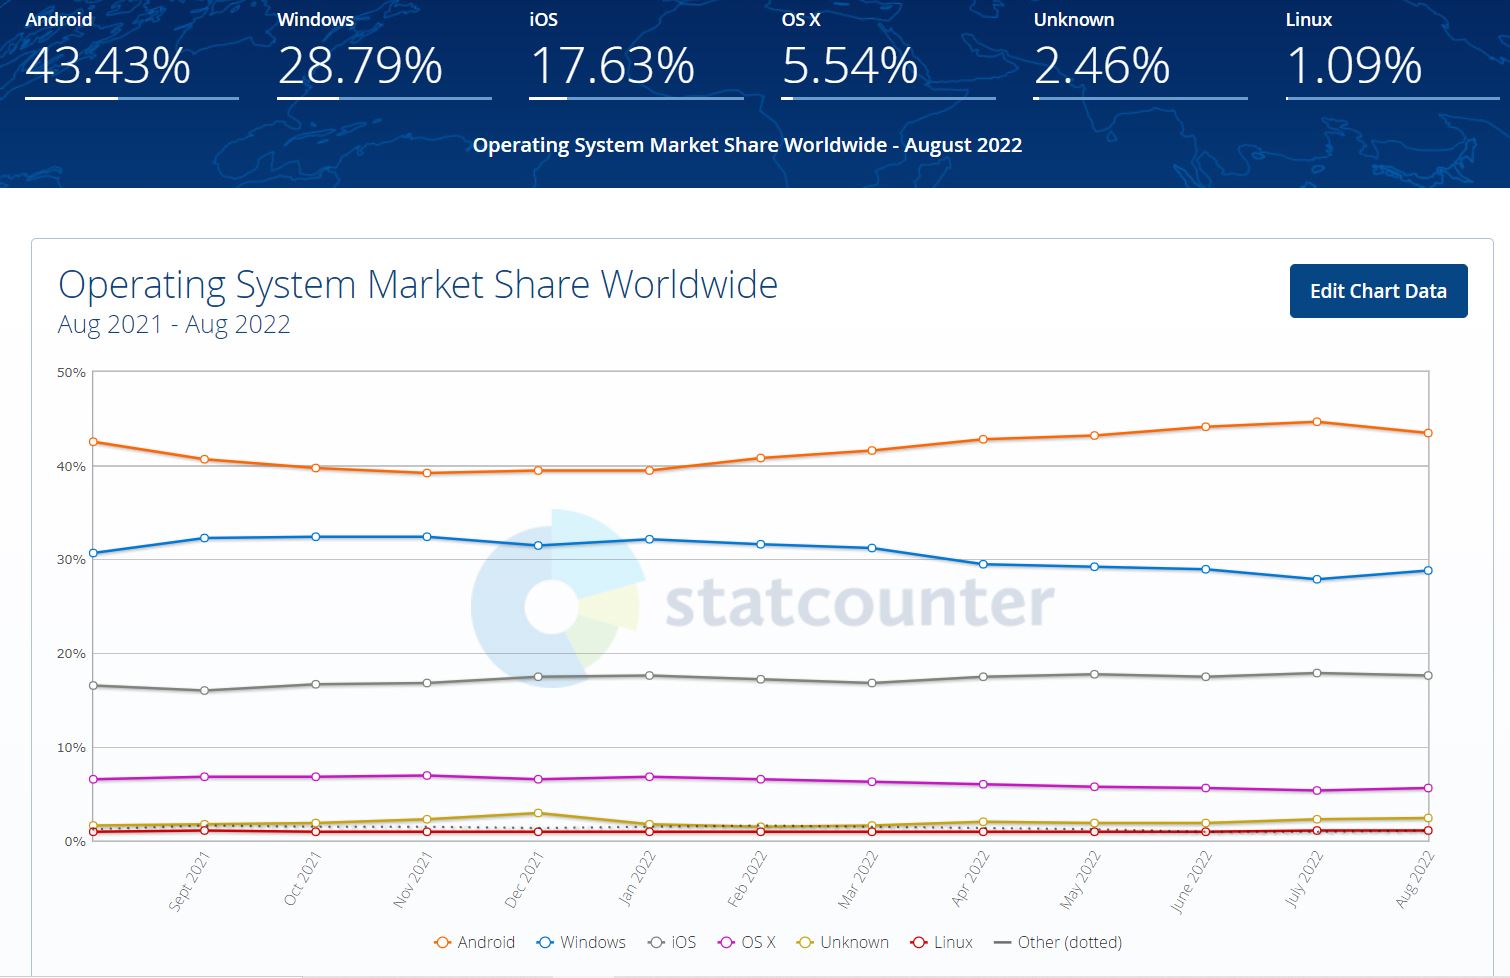 Android Windows iOS OS X Unknown Linux
43.43% 28.79% 17.63% 5.54% 2.46% 1.09%
Operating System Market Share Worldwide - August 2022
Operating System Market Share Worldwide
Aug 2021 - Aug 2022
Edit Chart Data
50%
40%
30%
statcounter
20%
10%
0%
Sept 2021 Oct 2021 Nov 2021 Dec 2021 Jan 2022 Feb 2022 Mar 2022 Apr 2022 May 2022 June 2022 July 2022 Aug 2022
Android Windows iOS OS X Unknown Linux Other (dotted)